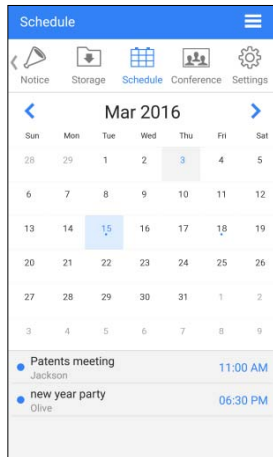 Schedule
Notice Storage Schedule Conference Settings
Mar 2016
Sun Mon Tue Wed Thu Fri Sat
28 29 1 2 3 4 5
6 7 8 9 10 11 12
13 14 15 16 17 18 19
20 21 22 23 24 25 26
27 28 29 30 31 1 2
3 4 5 6 7 8 9
Patents meeting
Jackson 11:00 AM
new year party
Olive 06:30 PM